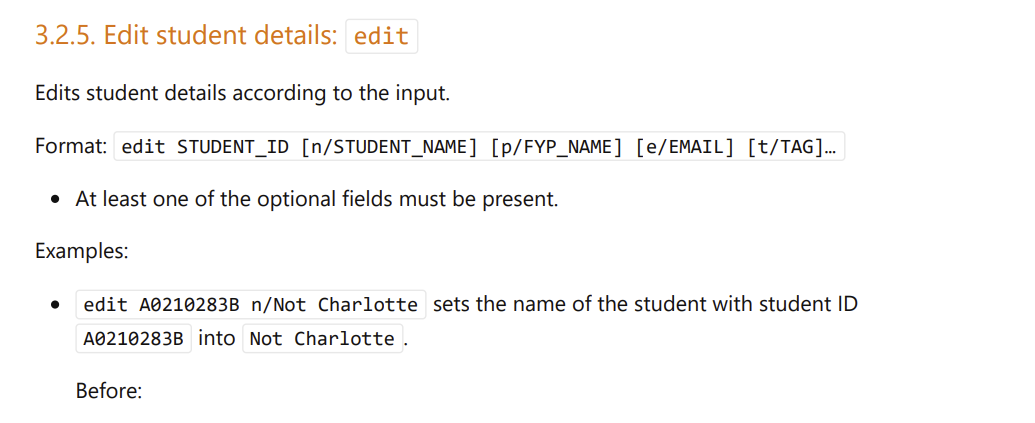 3.2.5. Edit student details: edit
Edits student details according to the input.
Format: edit STUDENT_ID [n/STUDENT_NAME] [p/FYP_NAME] [e/EMAIL] [t/TAG]…
• At least one of the optional fields must be present.
Examples:
• edit A0210283B n/Not Charlotte sets the name of the student with student ID
A0210283B into Not Charlotte.
Before: